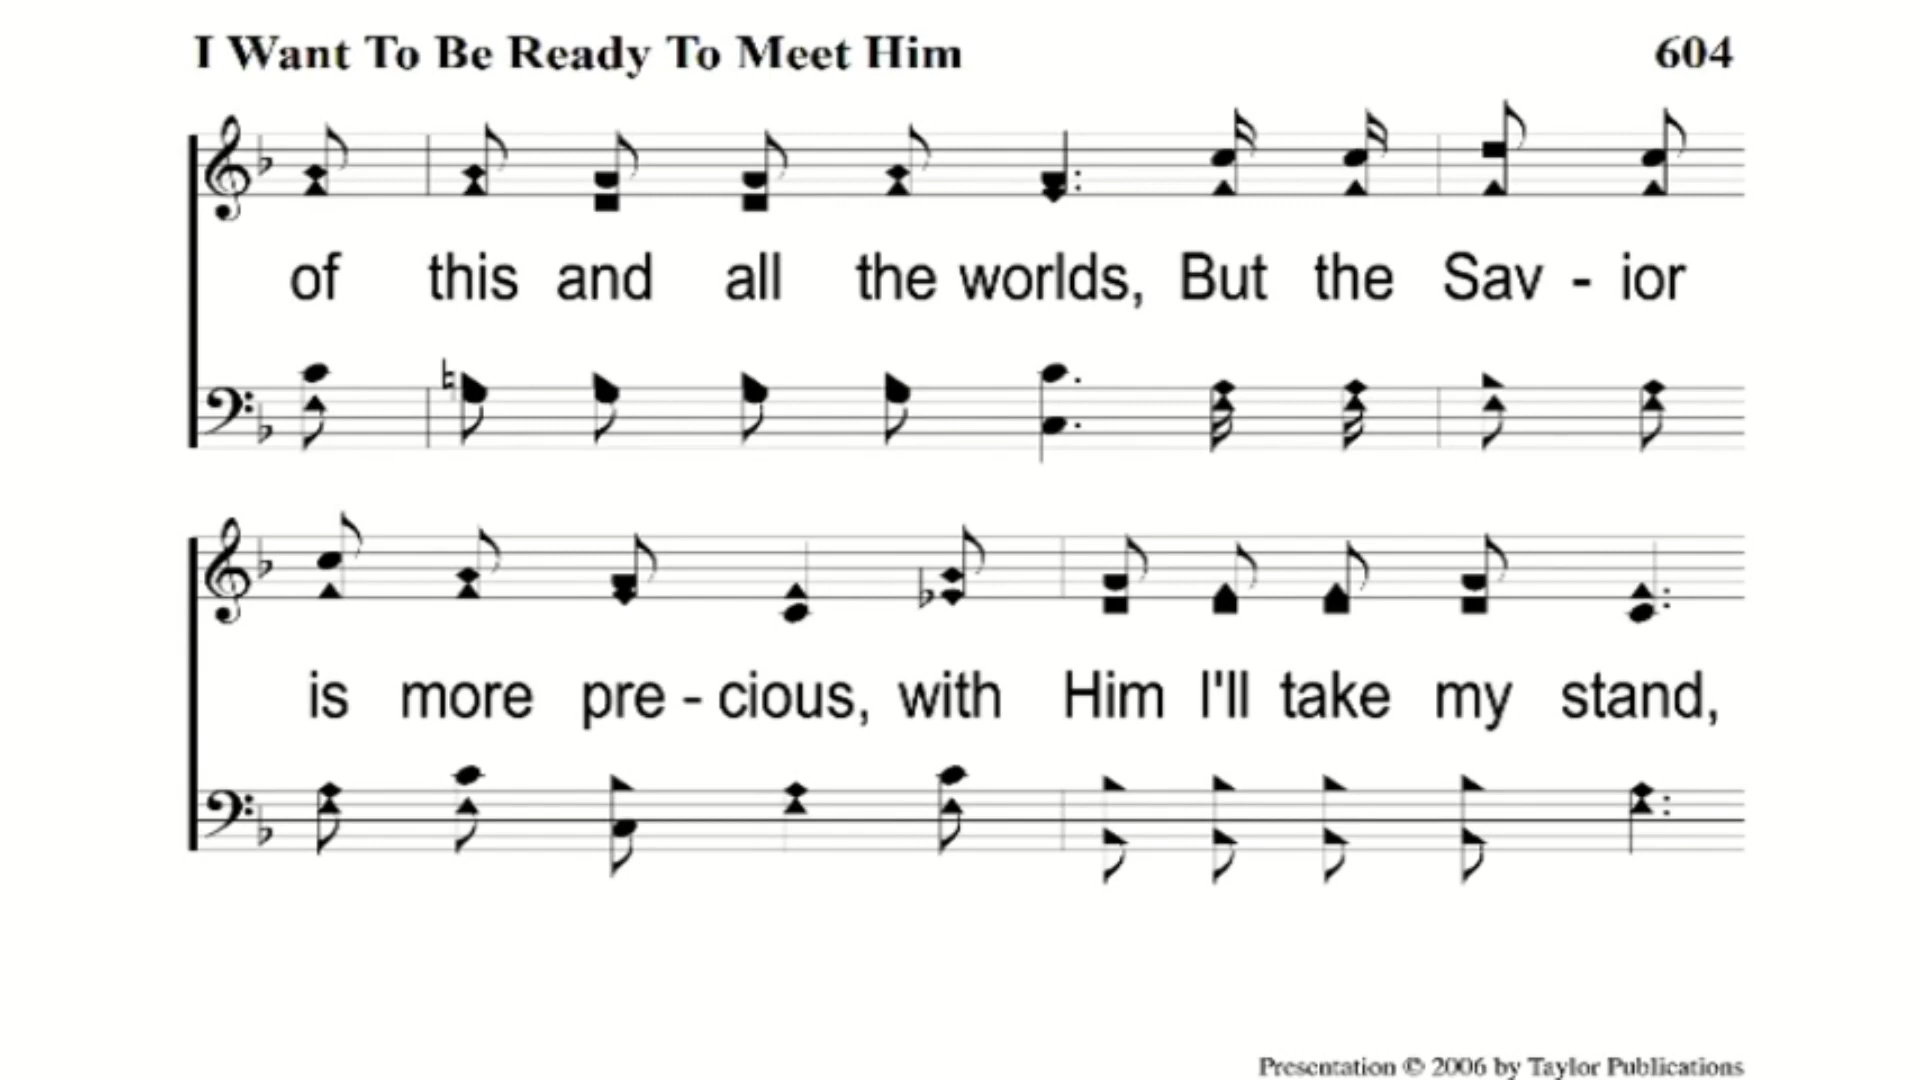 I Want To Be Ready To Meet Him 604
of this and all the worlds, But the Sav - ior
is more pre - cious, with Him I'll take my stand,
Presentation © 2006 by Taylor Publications